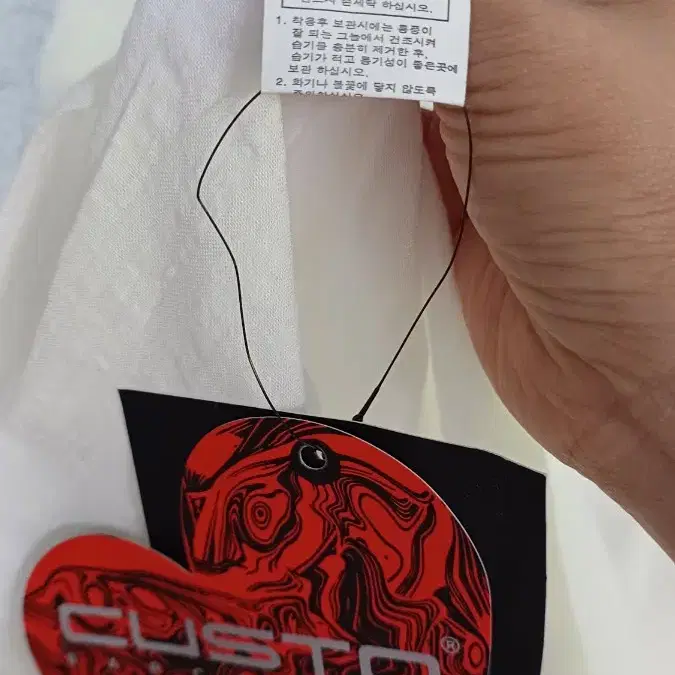 1. 착용후 보관시에는 통풍이
잘 되는 그늘에서 건조시켜
습기를 충분히 제거한 후,
습기가 적고 통기성이 좋은곳에
보관 하십시오.
2. 화기나 불꽃에 닿지 않도록
CUSTO®